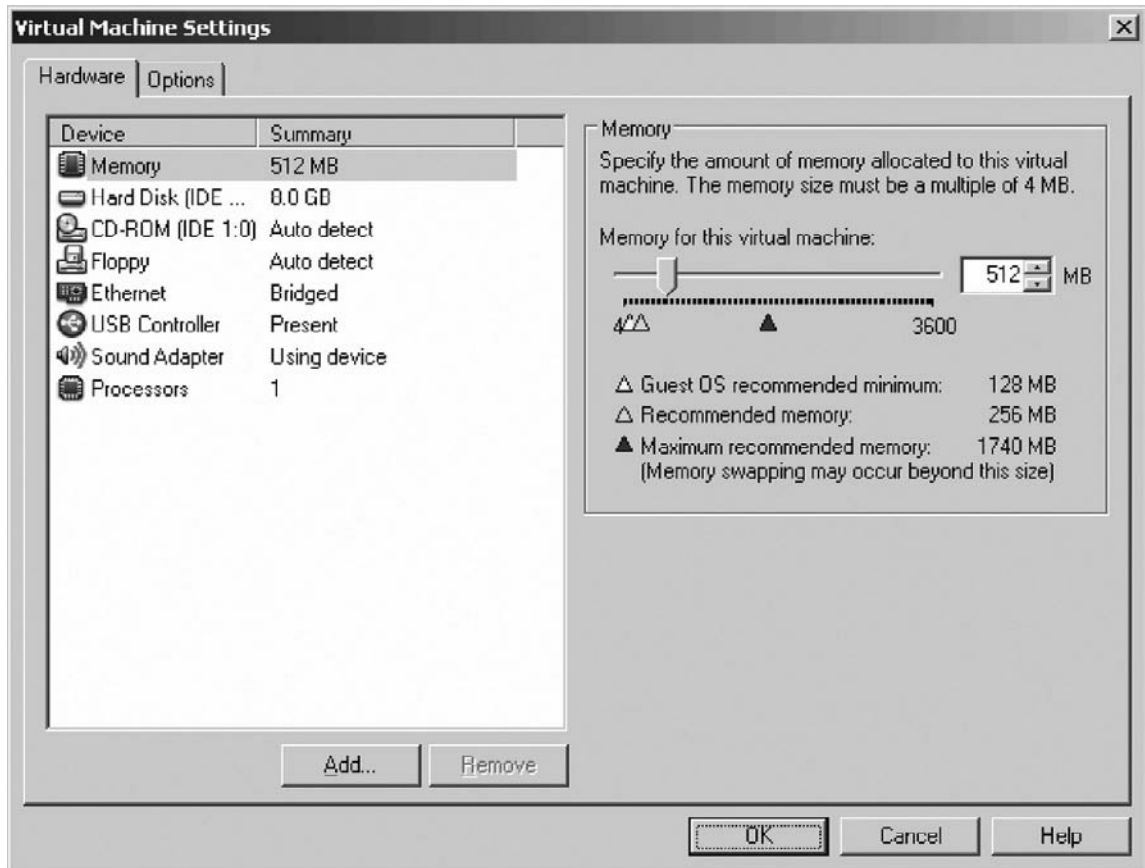 Virtual Machine Settings
Hardware Options
Device Summary
Memory 512 MB
Hard Disk (IDE ... 8.0 GB
CD-ROM (IDE 1:0) Auto detect
Floppy Auto detect
Ethernet Bridged
USB Controller Present
Sound Adapter Using device
Processors 1
Add... Remove
Memory
Specify the amount of memory allocated to this virtual
machine. The memory size must be a multiple of 4 MB.
Memory for this virtual machine:
512 MB
4 3600
Guest OS recommended minimum: 128 MB
Recommended memory: 256 MB
Maximum recommended memory: 1740 MB
(Memory swapping may occur beyond this size)
OK Cancel Help